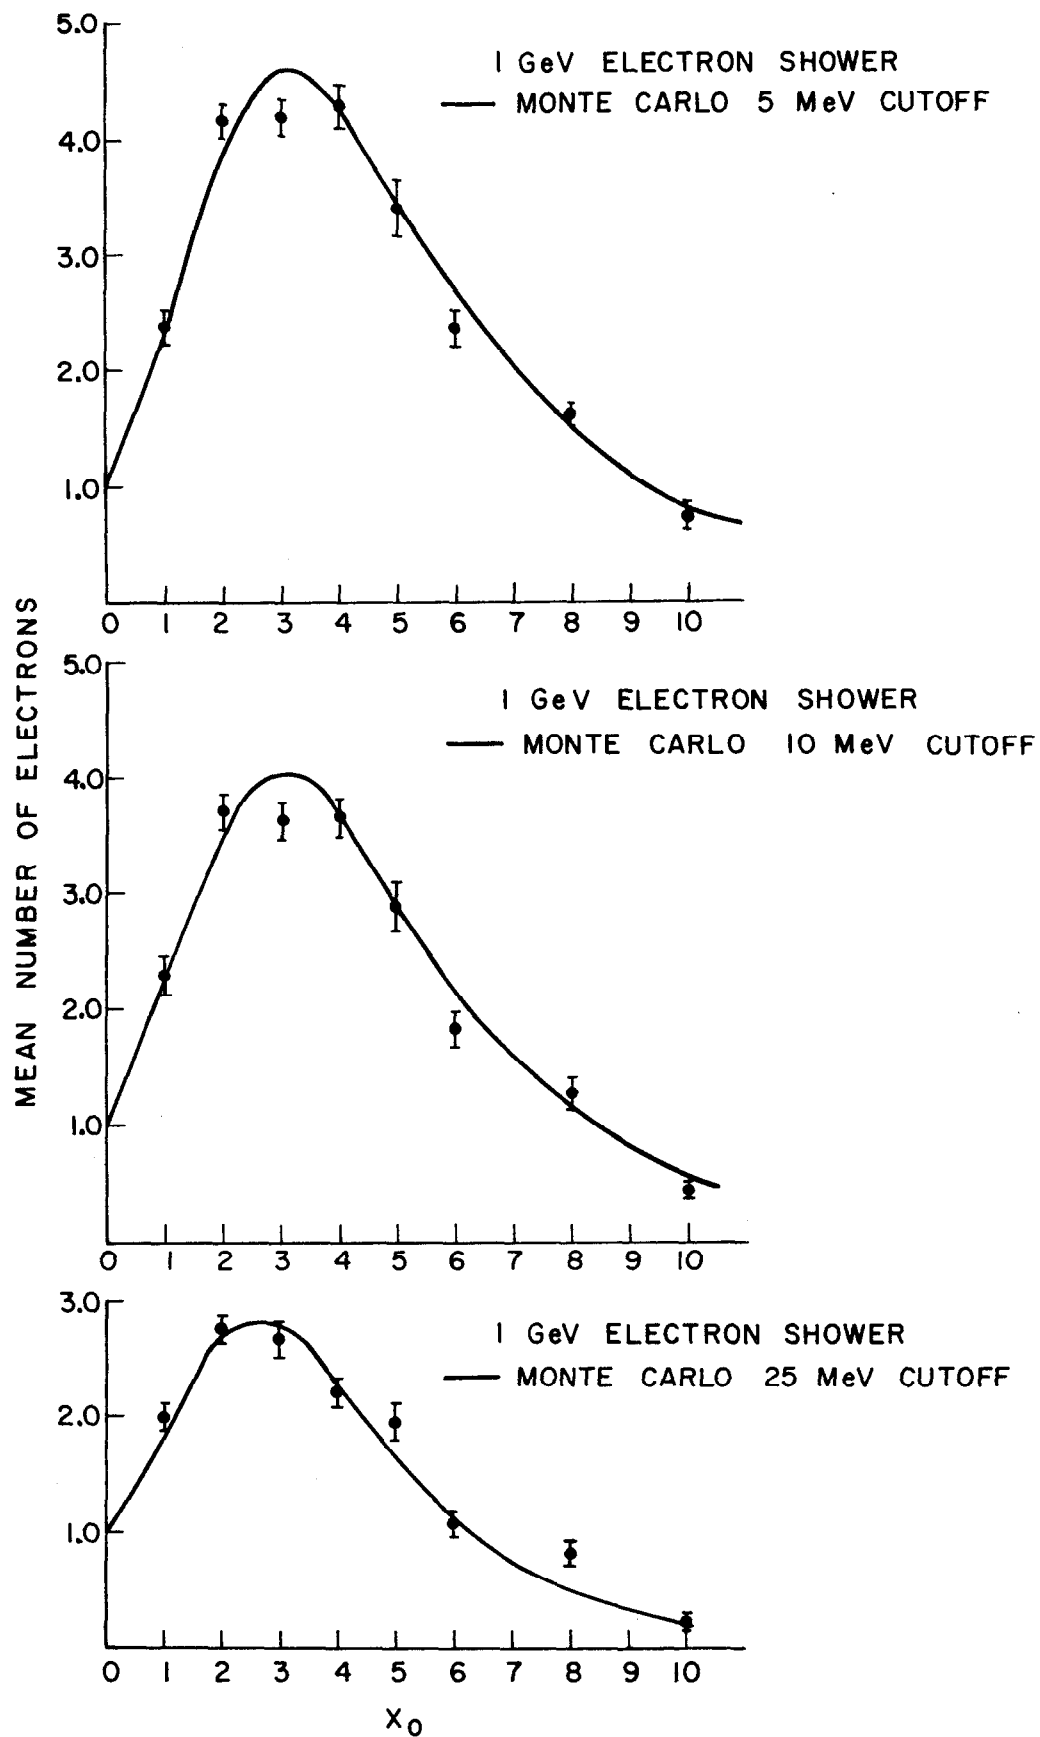 5.0
1 GeV ELECTRON SHOWER
MONTE CARLO 5 MeV CUTOFF
4.0
3.0
2.0
1.0
0 1 2 3 4 5 6 7 8 9 10
MEAN NUMBER OF ELECTRONS
5.0
1 GeV ELECTRON SHOWER
MONTE CARLO 10 MeV CUTOFF
4.0
3.0
2.0
1.0
0 1 2 3 4 5 6 7 8 9 10
3.0
1 GeV ELECTRON SHOWER
MONTE CARLO 25 MeV CUTOFF
2.0
1.0
0 1 2 3 4 5 6 7 8 9 10
X₀